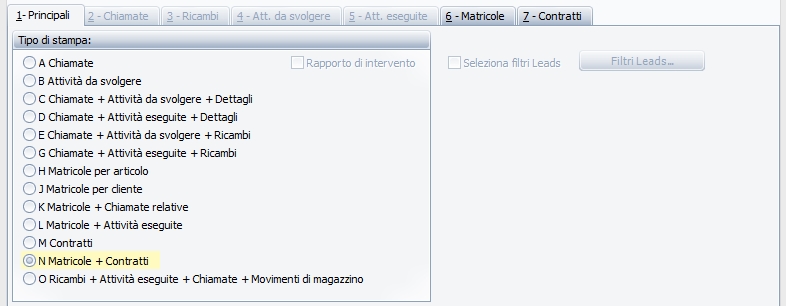 1- Principali 2 - Chiamate 3 - Ricambi 4 - Att. da svolgere 5 - Att. eseguite 6 - Matricole 7 - Contratti
Tipo di stampa:
A Chiamate Rapporto di intervento Seleziona filtri Leads Filtri Leads...
B Attività da svolgere
C Chiamate + Attività da svolgere + Dettagli
D Chiamate + Attività eseguite + Dettagli
E Chiamate + Attività da svolgere + Ricambi
G Chiamate + Attività eseguite + Ricambi
H Matricole per articolo
J Matricole per cliente
K Matricole + Chiamate relative
L Matricole + Attività eseguite
M Contratti
N Matricole + Contratti
O Ricambi + Attività eseguite + Chiamate + Movimenti di magazzino